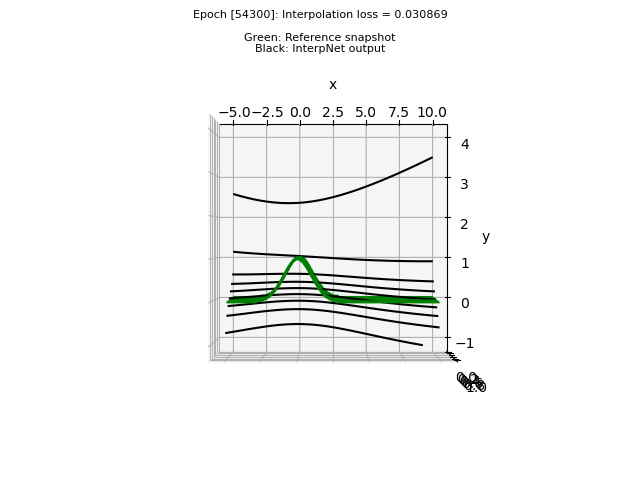 Epoch [54300]: Interpolation loss = 0.030869
Green: Reference snapshot
Black: InterpNet output
x
−5.0 −2.5 0.0 2.5 5.0 7.5 10.0
4
3
2
y
1
0
−1